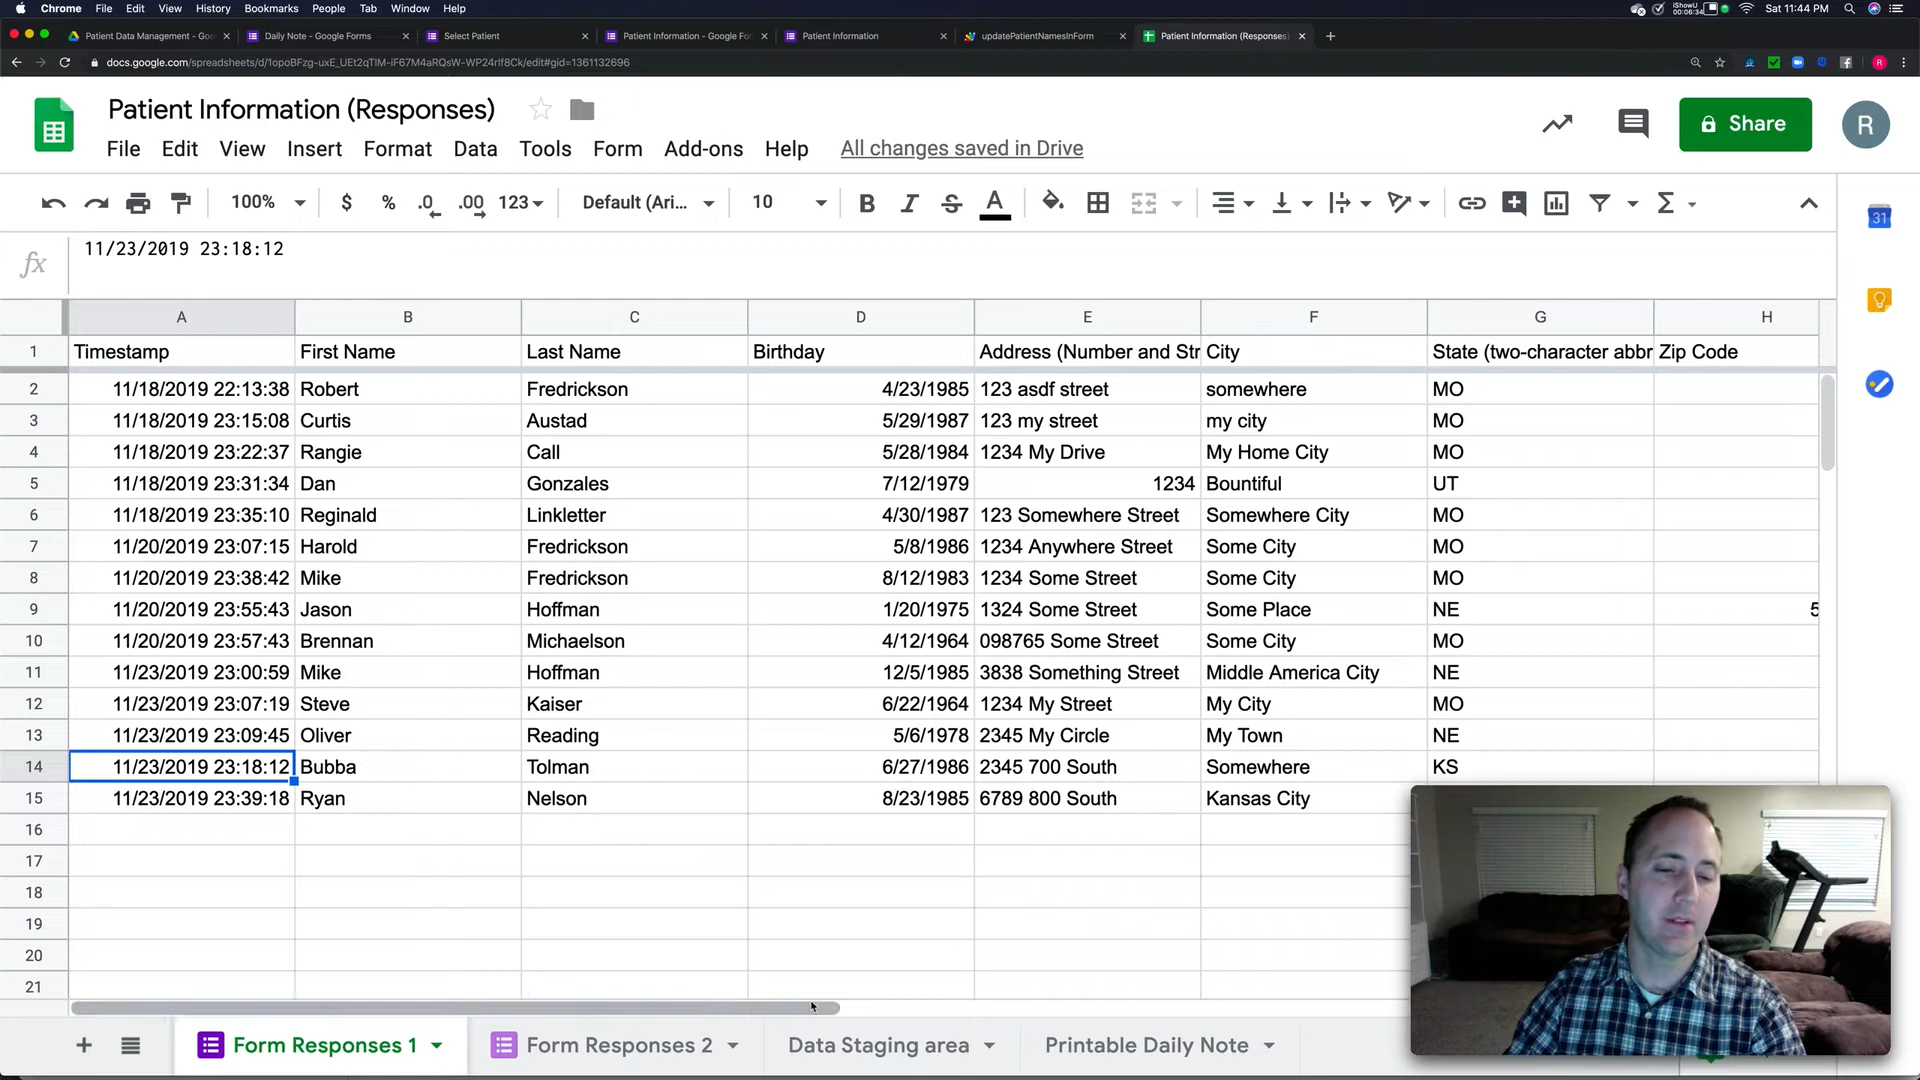 Chrome File Edit View History Bookmarks People Tab Window Help
iShowU
00:06:34
Sat 11:44 PM
Patient Data Management - Goo
Daily Note - Google Forms
Select Patient
Patient Information - Google For
Patient Information
updatePatientNamesInForm
Patient Information (Responses)
docs.google.com/spreadsheets/d/1opoBFzg-uxE_UEt2qTlM-iF67M4aRQsW-WP24rIf8Ck/edit#gid=1361132696
R
Patient Information (Responses)
Share
R
File Edit View Insert Format Data Tools Form Add-ons Help All changes saved in Drive
100% $ % .0 .00 123 Default (Ari... 10 B I S A Σ
31
fx 11/23/2019 23:18:12
A B C D E F G H
1 Timestamp First Name Last Name Birthday Address (Number and Str City State (two-character abbr Zip Code
2 11/18/2019 22:13:38 Robert Fredrickson 4/23/1985 123 asdf street somewhere MO
3 11/18/2019 23:15:08 Curtis Austad 5/29/1987 123 my street my city MO
4 11/18/2019 23:22:37 Rangie Call 5/28/1984 1234 My Drive My Home City MO
5 11/18/2019 23:31:34 Dan Gonzales 7/12/1979 1234 Bountiful UT
6 11/18/2019 23:35:10 Reginald Linkletter 4/30/1987 123 Somewhere Street Somewhere City MO
7 11/20/2019 23:07:15 Harold Fredrickson 5/8/1986 1234 Anywhere Street Some City MO
8 11/20/2019 23:38:42 Mike Fredrickson 8/12/1983 1234 Some Street Some City MO
9 11/20/2019 23:55:43 Jason Hoffman 1/20/1975 1324 Some Street Some Place NE 5
10 11/20/2019 23:57:43 Brennan Michaelson 4/12/1964 098765 Some Street Some City MO
11 11/23/2019 23:00:59 Mike Hoffman 12/5/1985 3838 Something Street Middle America City NE
12 11/23/2019 23:07:19 Steve Kaiser 6/22/1964 1234 My Street My City MO
13 11/23/2019 23:09:45 Oliver Reading 5/6/1978 2345 My Circle My Town NE
14 11/23/2019 23:18:12 Bubba Tolman 6/27/1986 2345 700 South Somewhere KS
15 11/23/2019 23:39:18 Ryan Nelson 8/23/1985 6789 800 South Kansas City
16
17
18
19
20
21
Form Responses 1 Form Responses 2 Data Staging area Printable Daily Note